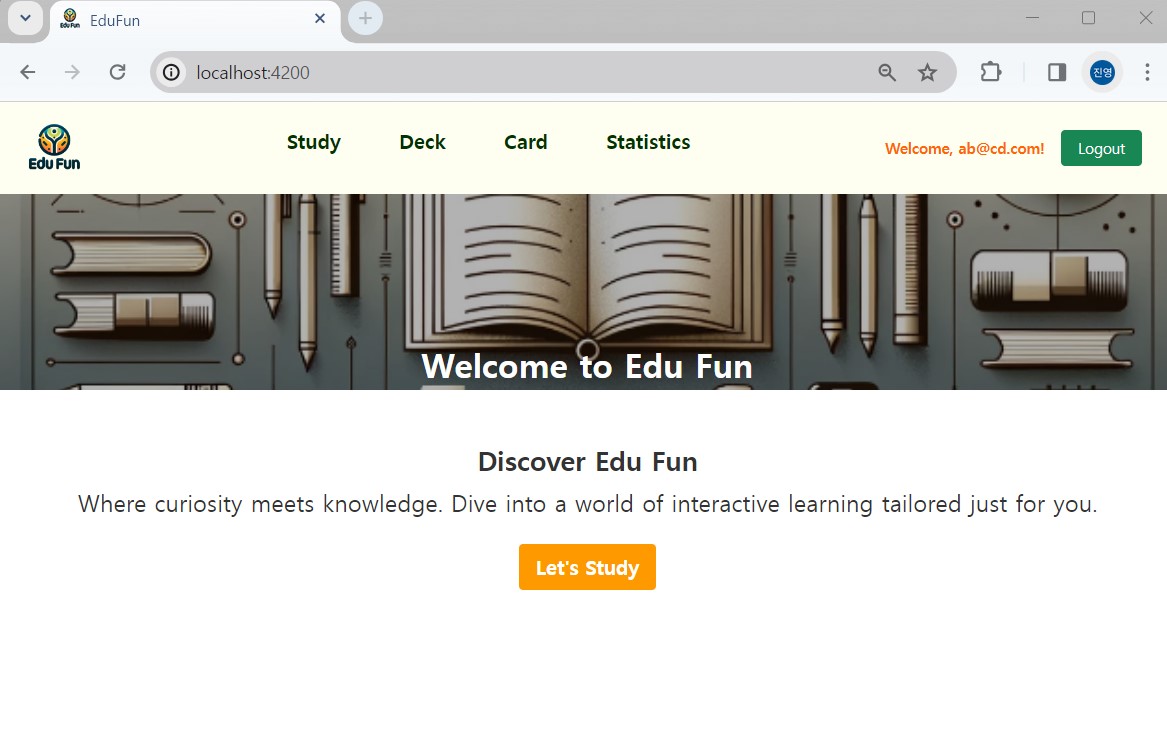 EduFun
localhost:4200
진영
Edu Fun
Study Deck Card Statistics
Welcome, ab@cd.com! Logout
Welcome to Edu Fun
Discover Edu Fun
Where curiosity meets knowledge. Dive into a world of interactive learning tailored just for you.
Let's Study